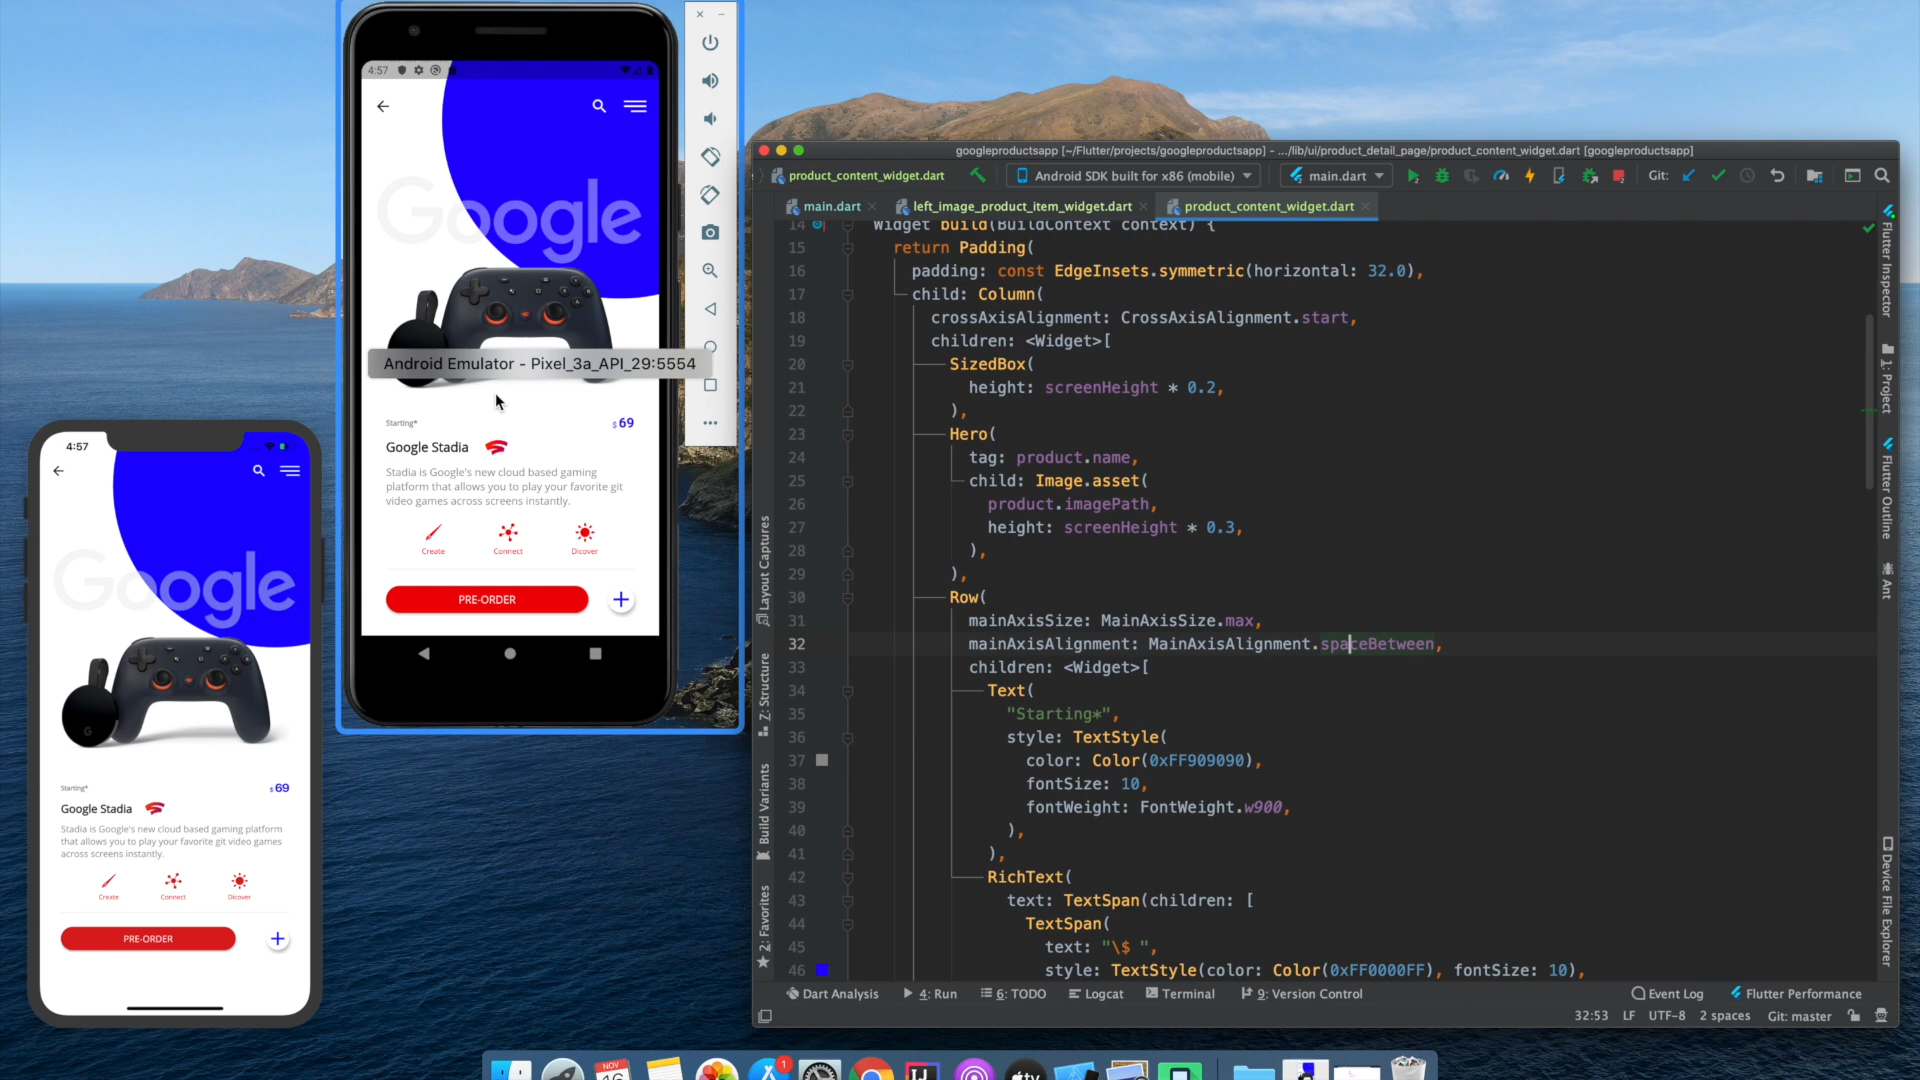 4:57
Google
Android Emulator - Pixel_3a_API_29:5554
Starting*
$ 69
Google Stadia
Stadia is Google's new cloud based gaming
platform that allows you to play your favorite git
video games across screens instantly.
Create
Connect
Dicover
PRE-ORDER
4:57
Google
G
Starting*
$ 69
Google Stadia
Stadia is Google's new cloud based gaming platform
that allows you to play your favorite git video games
across screens instantly.
Create
Connect
Dicover
PRE-ORDER
googleproductsapp [~/Flutter/projects/googleproductsapp] - .../lib/ui/product_detail_page/product_content_widget.dart [googleproductsapp]
product_content_widget.dart
Android SDK built for x86 (mobile)
main.dart
Git:
main.dart
left_image_product_item_widget.dart
product_content_widget.dart
14 Widget build(BuildContext context) {
15 return Padding(
16 padding: const EdgeInsets.symmetric(horizontal: 32.0),
17 child: Column(
18 crossAxisAlignment: CrossAxisAlignment.start,
19 children: <Widget>[
20 SizedBox(
21 height: screenHeight * 0.2,
22 ),
23 Hero(
24 tag: product.name,
25 child: Image.asset(
26 product.imagePath,
27 height: screenHeight * 0.3,
28 ),
29 ),
30 Row(
31 mainAxisSize: MainAxisSize.max,
32 mainAxisAlignment: MainAxisAlignment.spaceBetween,
33 children: <Widget>[
34 Text(
35 "Starting*",
36 style: TextStyle(
37 color: Color(0xFF909090),
38 fontSize: 10,
39 fontWeight: FontWeight.w900,
40 ),
41 ),
42 RichText(
43 text: TextSpan(children: [
44 TextSpan(
45 text: "\$ ",
46 style: TextStyle(color: Color(0xFF0000FF), fontSize: 10),
Layout Captures
Z: Structure
Build Variants
2: Favorites
Flutter Inspector
1: Project
Flutter Outline
Ant
Device File Explorer
Dart Analysis
4: Run
6: TODO
Logcat
Terminal
9: Version Control
Event Log
Flutter Performance
32:53
LF
UTF-8
2 spaces
Git: master
NOV
1
IJ
tv